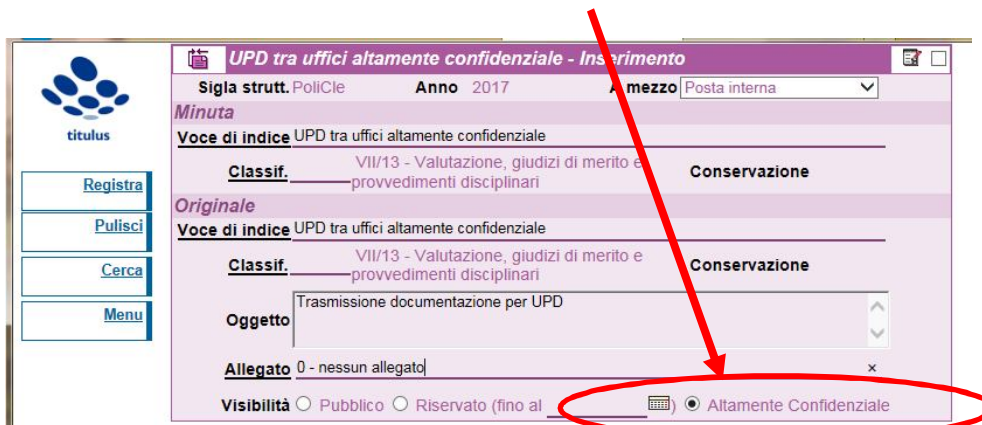 UPD tra uffici altamente confidenziale - Inserimento
Sigla strutt. PoliCle Anno 2017 A mezzo Posta interna
Minuta
titulus
Voce di indice UPD tra uffici altamente confidenziale
Classif. VII/13 - Valutazione, giudizi di merito e provvedimenti disciplinari Conservazione
Registra
Originale
Pulisci
Voce di indice UPD tra uffici altamente confidenziale
Classif. VII/13 - Valutazione, giudizi di merito e provvedimenti disciplinari Conservazione
Cerca
Oggetto Trasmissione documentazione per UPD
Menu
Allegato 0 - nessun allegato ×
Visibilità Pubblico Riservato (fino al ) Altamente Confidenziale